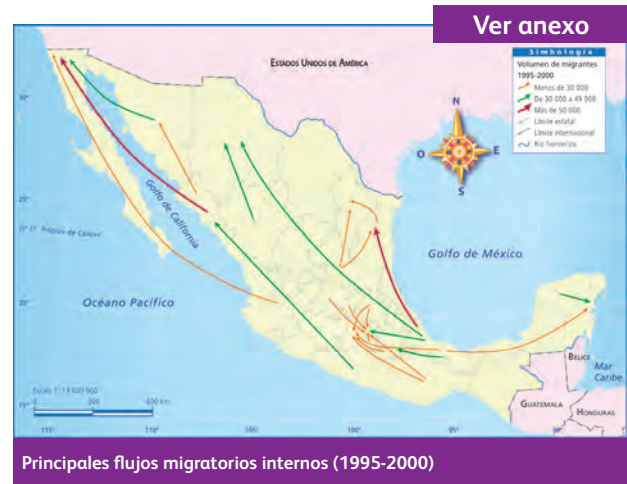 Ver anexo
Simbología
Volumen de migrantes
1995-2000
Menos de 30 000
De 30 000 a 49 000
Más de 50 000
Límite estatal
Límite internacional
Río fronterizo
ESTADOS UNIDOS DE AMÉRICA
N
O
E
S
30°
25°
Trópico de Cáncer
Golfo de California
Golfo de México
Océano Pacífico
20°
BELICE
Mar
Caribe
GUATEMALA
HONDURAS
Escala 1:
0 300 600 km
15°
115° 110° 105° 100° 95° 90°
Principales flujos migratorios internos (1995-2000)